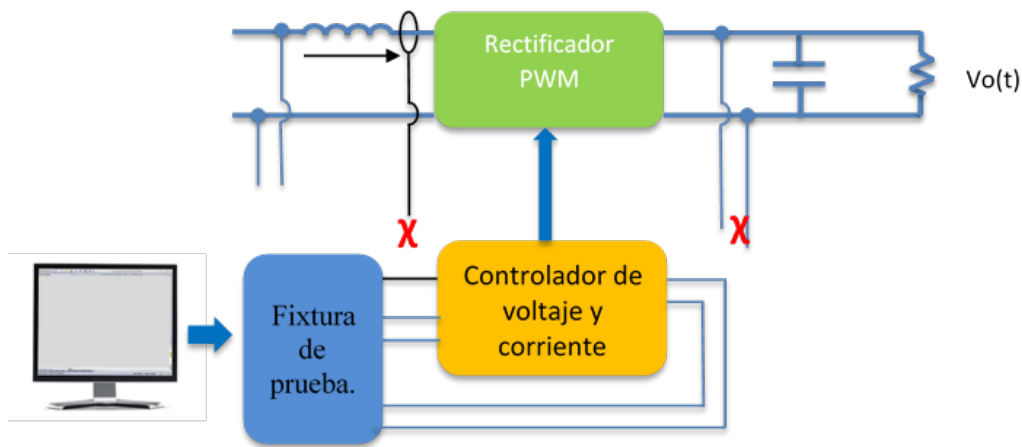 Rectificador
PWM
Vo(t)
χ
χ
Controlador de
voltaje y
corriente
Fixtura
de
prueba.